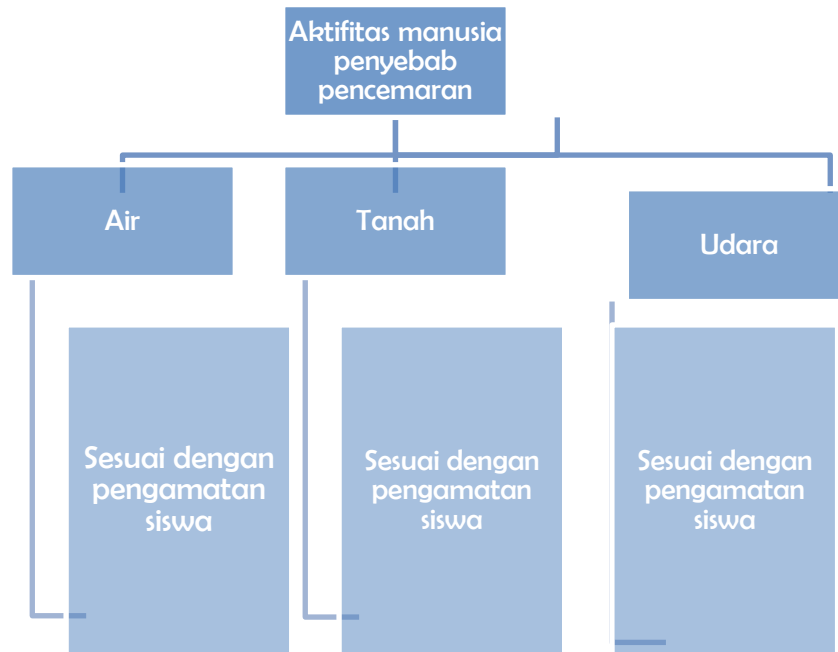 Aktifitas manusia
penyebab
pencemaran
Air
Tanah
Udara
Sesuai dengan
pengamatan
siswa
Sesuai dengan
pengamatan
siswa
Sesuai dengan
pengamatan
siswa